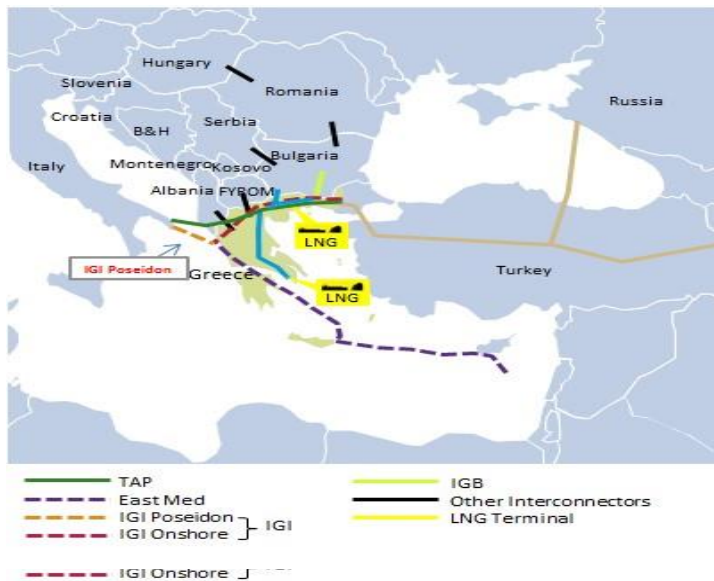 Hungary
Slovenia
Romania
Russia
Croatia
Serbia
B&H
Italy
Bulgaria
Montenegro
Kosovo
Albania
FYROM
LNG
IGI Poseidon
Greece
Turkey
LNG
TAP
IGB
East Med
Other Interconnectors
IGI Poseidon
IGI
LNG Terminal
IGI Onshore
IGI Onshore